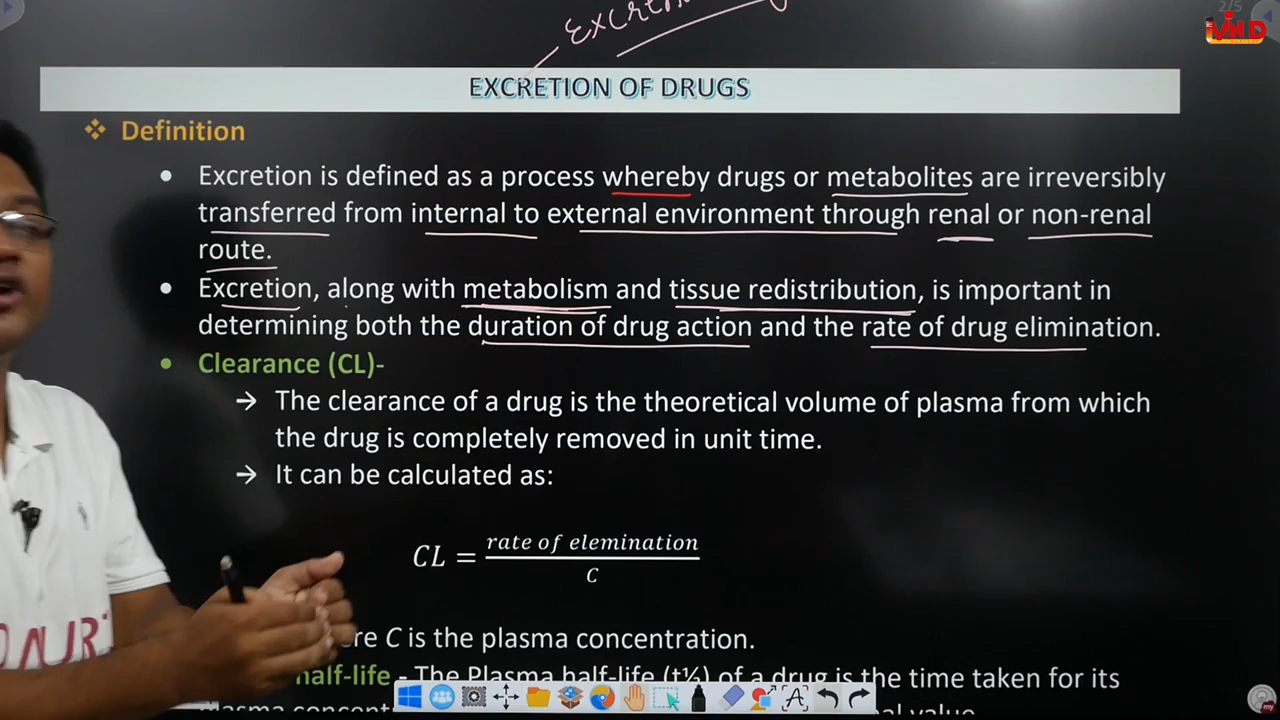 2/5
iVIND
EXCRETION OF DRUGS
❖ Definition
• Excretion is defined as a process whereby drugs or metabolites are irreversibly
transferred from internal to external environment through renal or non-renal
route.
• Excretion, along with metabolism and tissue redistribution, is important in
determining both the duration of drug action and the rate of drug elimination.
• Clearance (CL)-
→ The clearance of a drug is the theoretical volume of plasma from which
the drug is completely removed in unit time.
→ It can be calculated as:
CL = rate of elemination / C
re C is the plasma concentration.
half-life - The Plasma half-life (t½) of a drug is the time taken for its
my